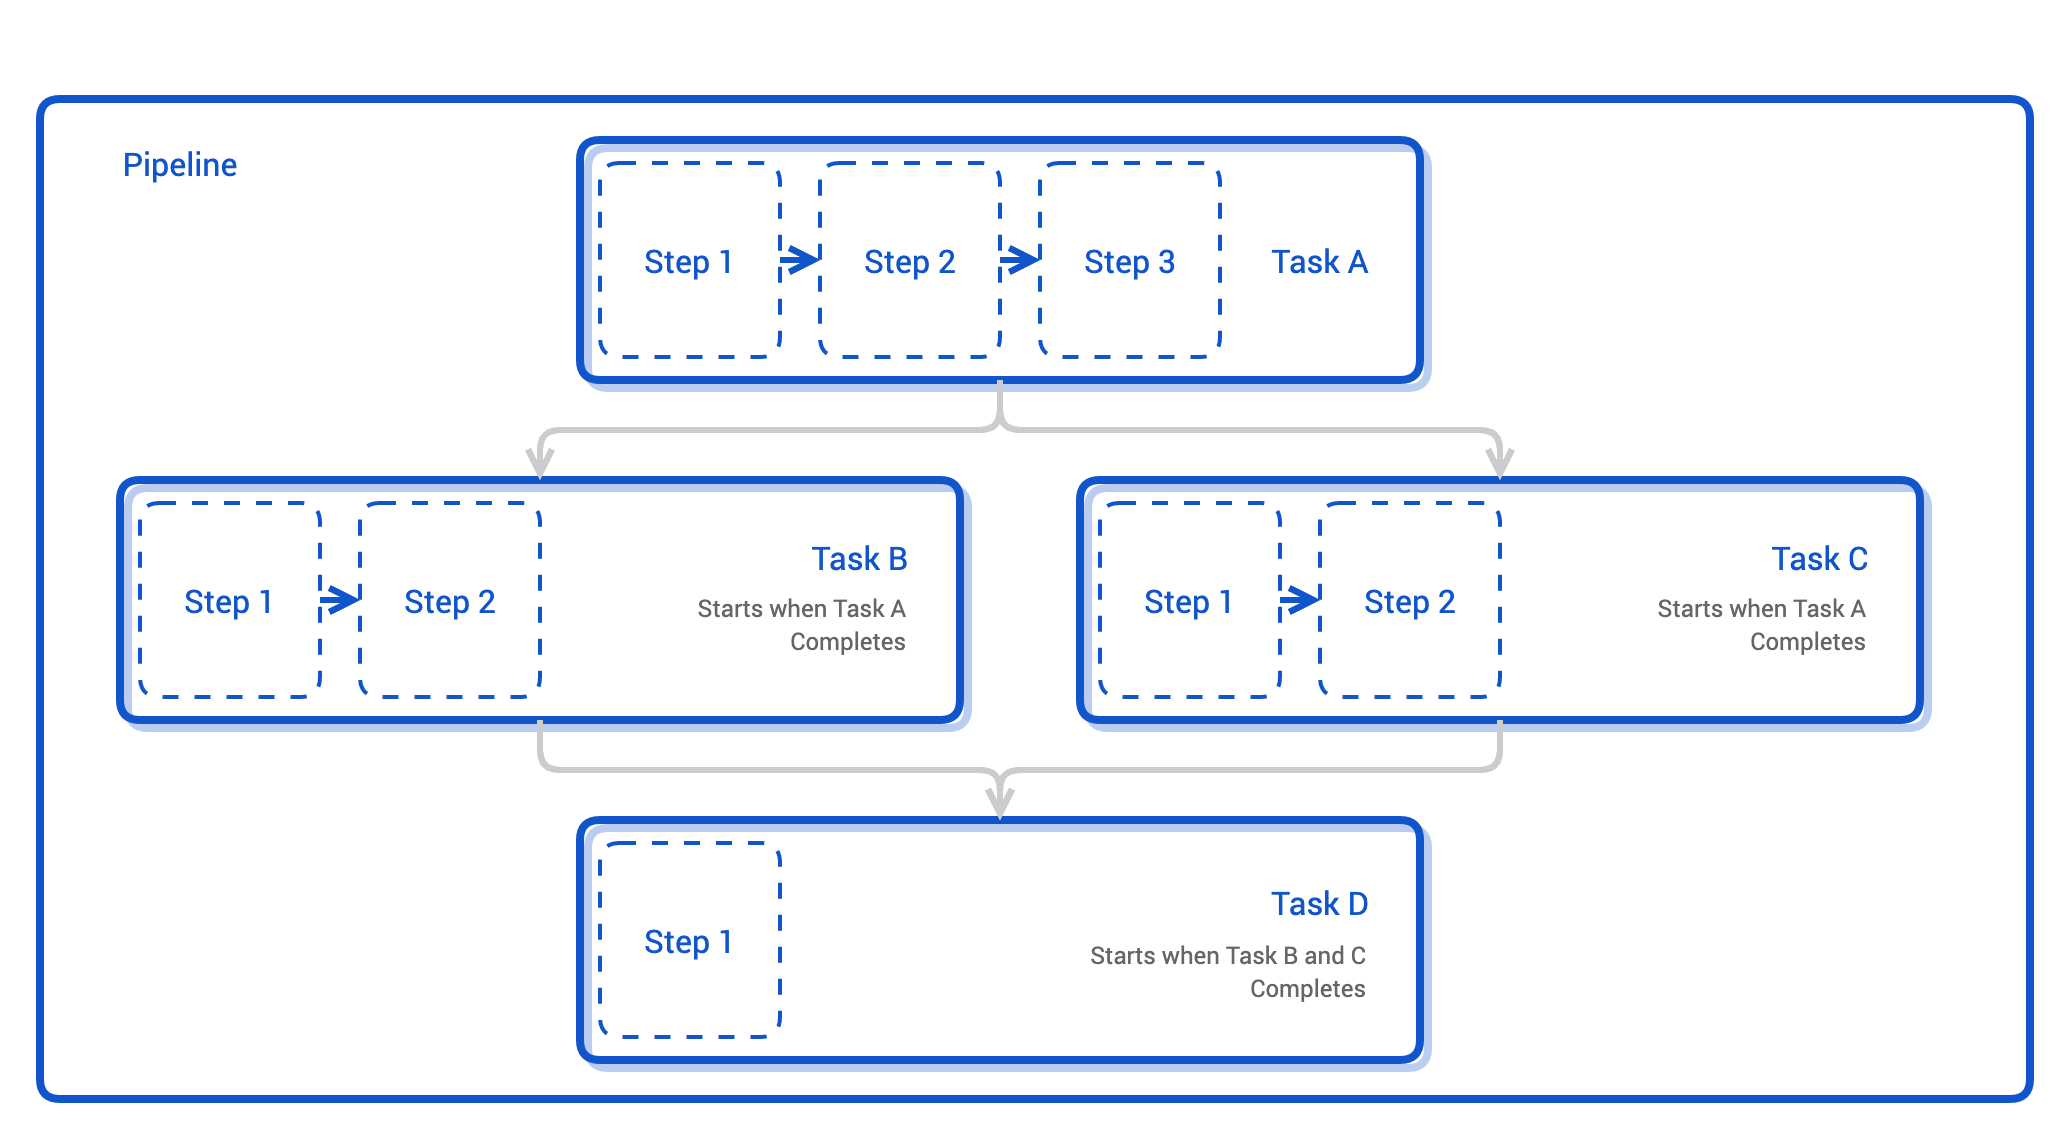 Pipeline
Step 1
Step 2
Step 3
Task A
Step 1
Step 2
Task B
Starts when Task A
Completes
Step 1
Step 2
Task C
Starts when Task A
Completes
Step 1
Task D
Starts when Task B and C
Completes